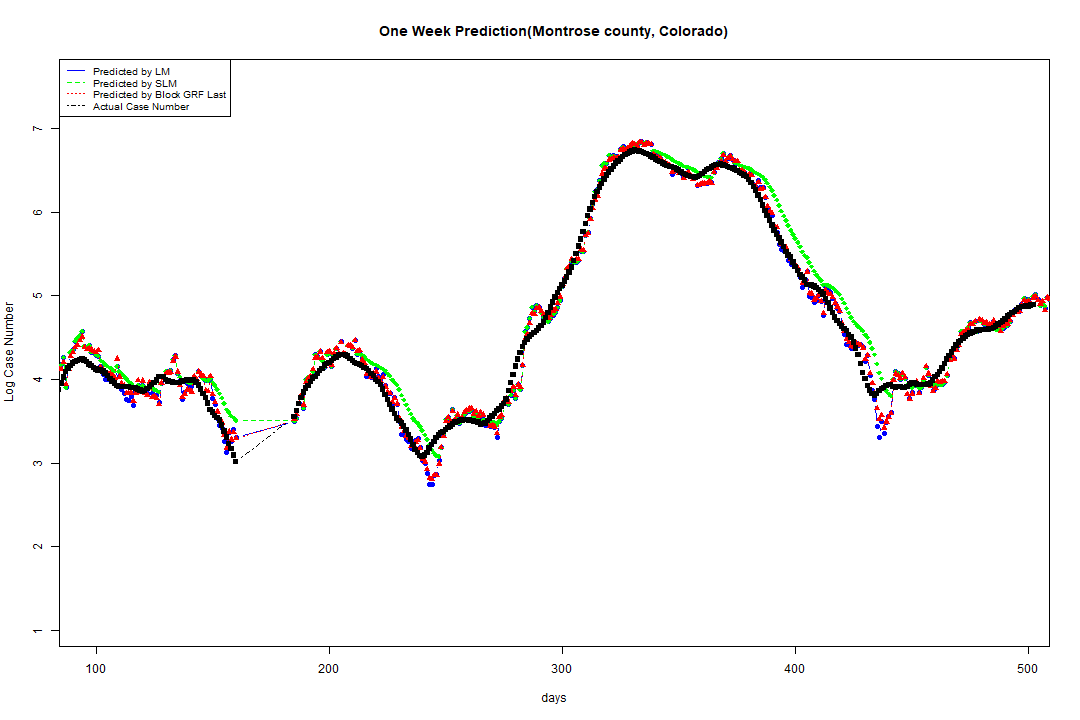 One Week Prediction(Montrose county, Colorado)
Predicted by LM
Predicted by SLM
Predicted by Block GRF Last
Actual Case Number
Log Case Number
7
6
5
4
3
2
1
100 200 300 400 500
days